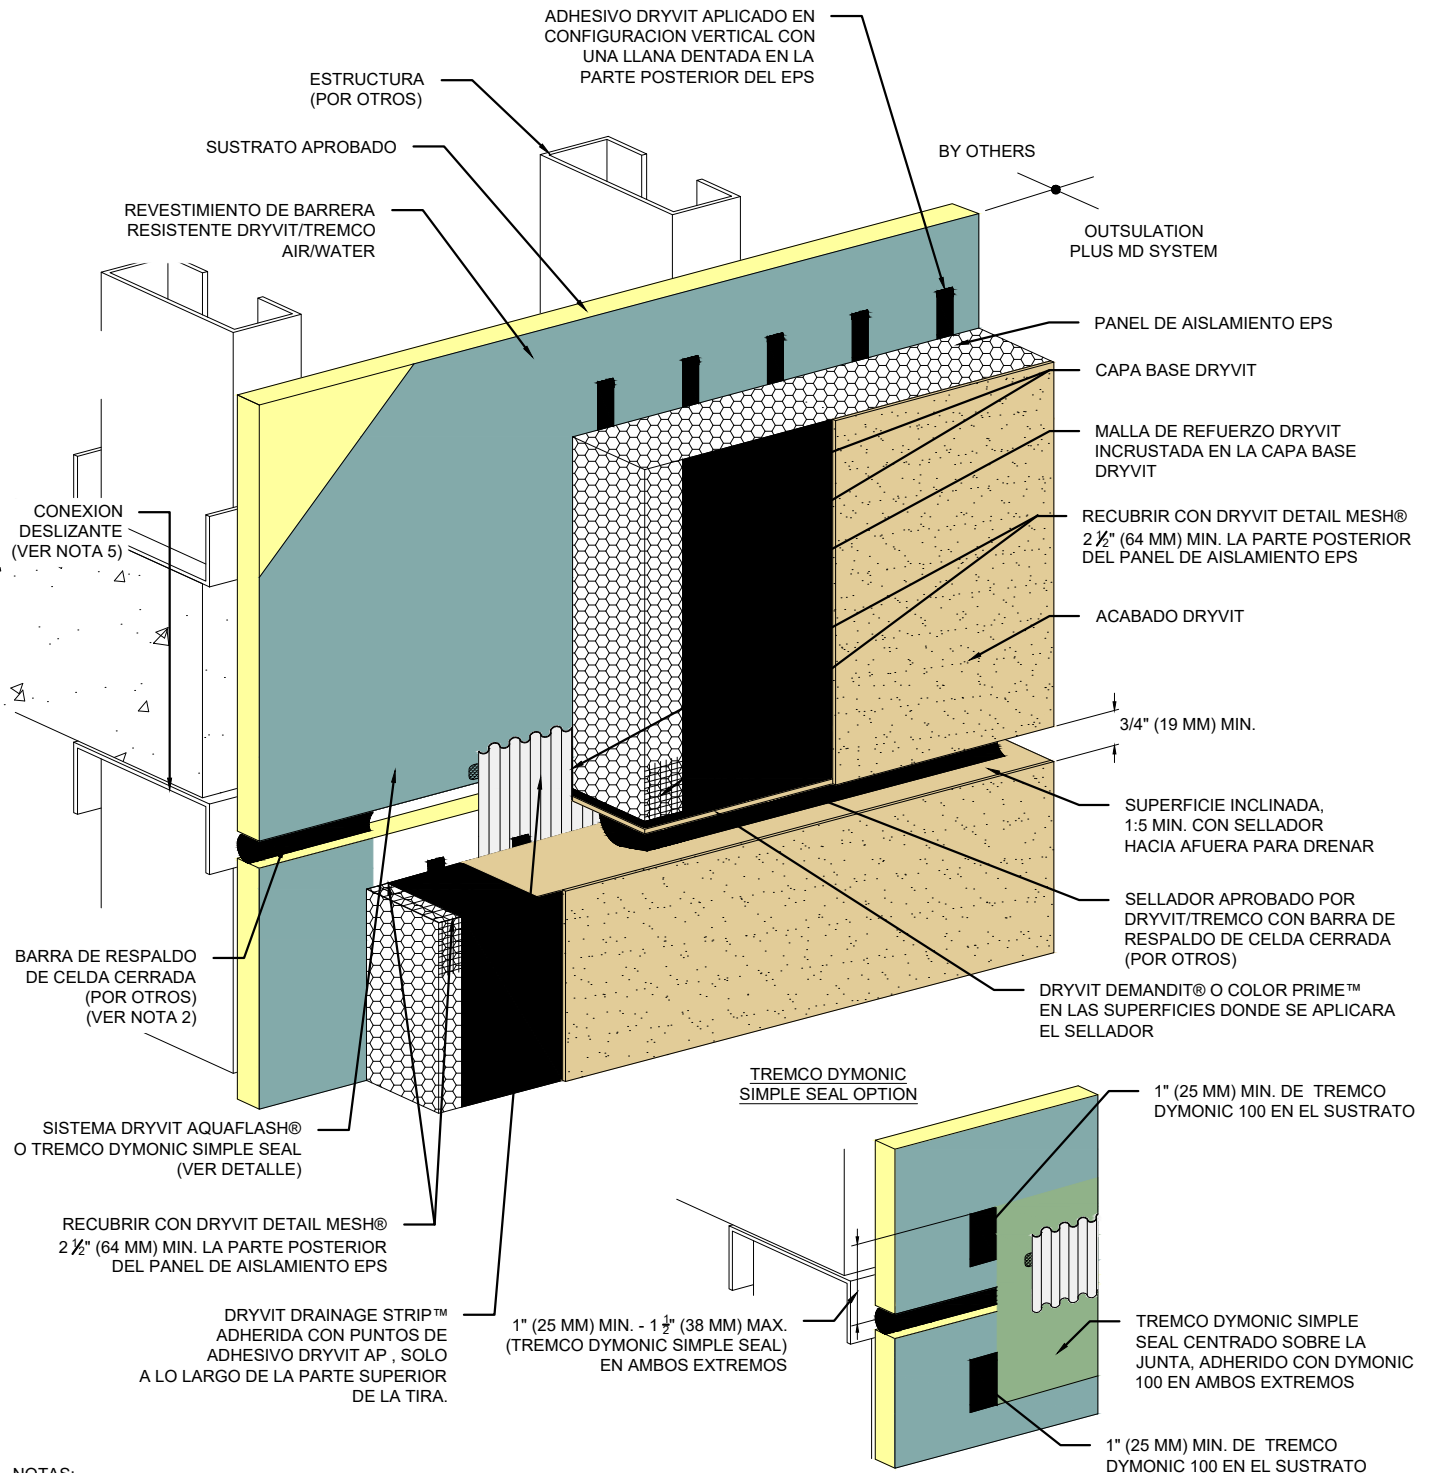 ADHESIVO DRYVIT APLICADO EN
CONFIGURACION VERTICAL CON
UNA LLANA DENTADA EN LA
PARTE POSTERIOR DEL EPS
ESTRUCTURA
(POR OTROS)
SUSTRATO APROBADO
BY OTHERS
REVESTIMIENTO DE BARRERA
RESISTENTE DRYVIT/TREMCO
AIR/WATER
OUTSULATION
PLUS MD SYSTEM
PANEL DE AISLAMIENTO EPS
CAPA BASE DRYVIT
MALLA DE REFUERZO DRYVIT
INCRUSTADA EN LA CAPA BASE
DRYVIT
CONEXION
DESLIZANTE
(VER NOTA 5)
RECUBRIR CON DRYVIT DETAIL MESH®
2 ½" (64 MM) MIN. LA PARTE POSTERIOR
DEL PANEL DE AISLAMIENTO EPS
ACABADO DRYVIT
3/4" (19 MM) MIN.
SUPERFICIE INCLINADA,
1:5 MIN. CON SELLADOR
HACIA AFUERA PARA DRENAR
SELLADOR APROBADO POR
DRYVIT/TREMCO CON BARRA DE
RESPALDO DE CELDA CERRADA
(POR OTROS)
BARRA DE RESPALDO
DE CELDA CERRADA
(POR OTROS)
(VER NOTA 2)
DRYVIT DEMANDIT® O COLOR PRIME™
EN LAS SUPERFICIES DONDE SE APLICARA
EL SELLADOR
TREMCO DYMONIC
SIMPLE SEAL OPTION
1" (25 MM) MIN. DE TREMCO
DYMONIC 100 EN EL SUSTRATO
SISTEMA DRYVIT AQUAFLASH®
O TREMCO DYMONIC SIMPLE SEAL
(VER DETALLE)
RECUBRIR CON DRYVIT DETAIL MESH®
2 ½" (64 MM) MIN. LA PARTE POSTERIOR
DEL PANEL DE AISLAMIENTO EPS
DRYVIT DRAINAGE STRIP™
ADHERIDA CON PUNTOS DE
ADHESIVO DRYVIT AP , SOLO
A LO LARGO DE LA PARTE SUPERIOR
DE LA TIRA.
1" (25 MM) MIN. - 1 ½" (38 MM) MAX.
(TREMCO DYMONIC SIMPLE SEAL)
EN AMBOS EXTREMOS
TREMCO DYMONIC SIMPLE
SEAL CENTRADO SOBRE LA
JUNTA, ADHERIDO CON DYMONIC
100 EN AMBOS EXTREMOS
1" (25 MM) MIN. DE TREMCO
DYMONIC 100 EN EL SUSTRATO
NOTAS: